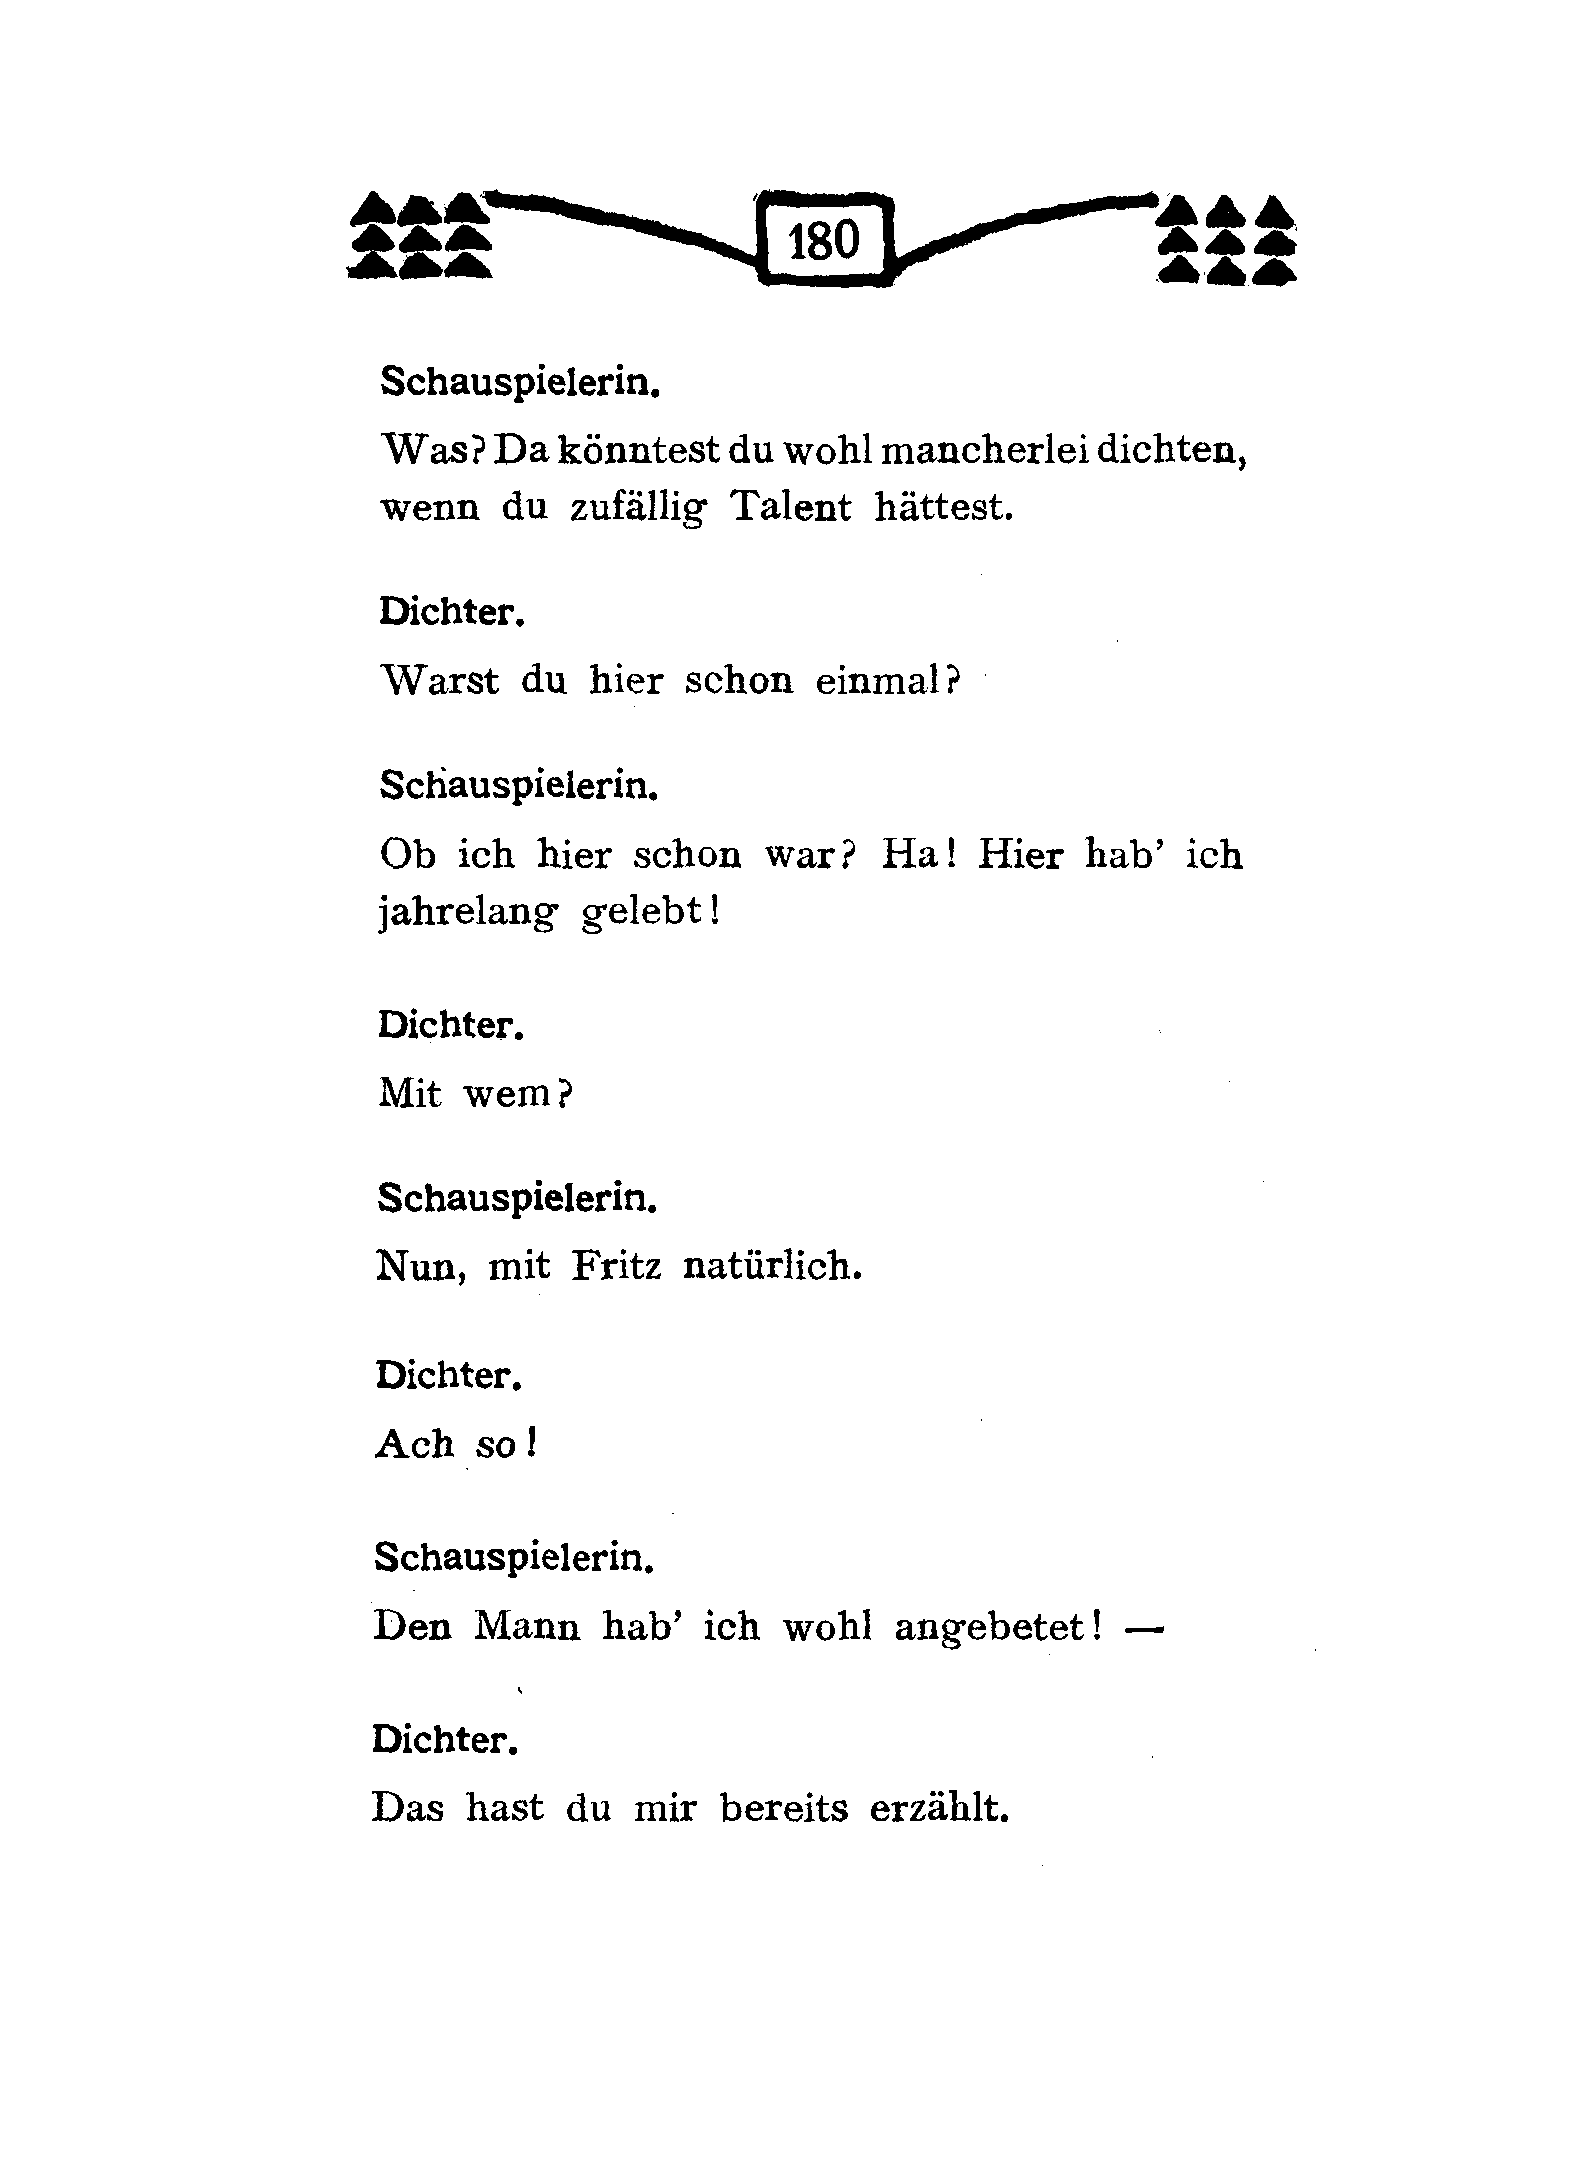 180
Schauspielerin.
Was? Da könntest du wohl mancherlei dichten,
wenn du zufällig Talent hättest.
Dichter.
Warst du hier schon einmal?
Schauspielerin.
Ob ich hier schon war? Ha! Hier hab’ ich
jahrelang gelebt!
Dichter.
Mit wem?
Schauspielerin.
Nun, mit Fritz natürlich.
Dichter.
Ach so!
Schauspielerin.
Den Mann hab’ ich wohl angebetet! —
Dichter.
Das hast du mir bereits erzählt.